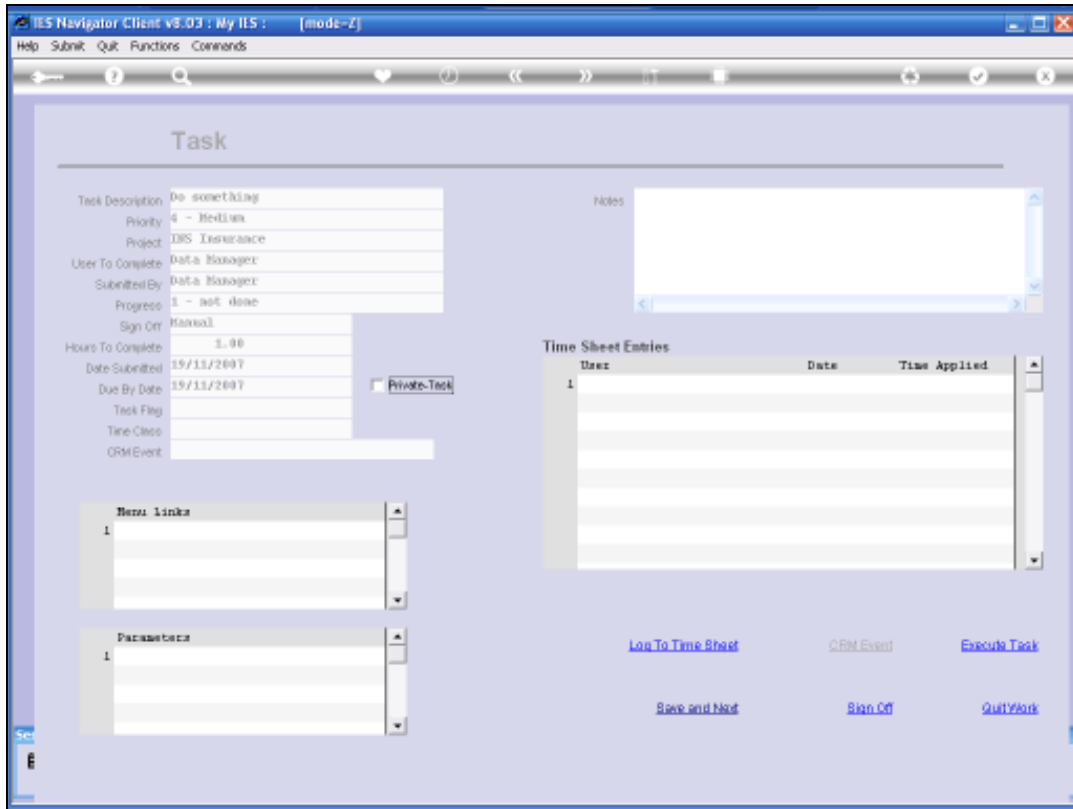 IES Navigator Client v8.03 : My IES : [mode=Z]
Help Submit Quit Functions Commands
Task
Task Description Do something
Priority 4 - Medium
Project IHS Insurance
User To Complete Data Manager
Submitted By Data Manager
Progress 1 - not done
Sign Off Manual
Hours To Complete 1.00
Date Submitted 19/11/2007
Due By Date 19/11/2007
Private-Task
Task Flag
Time Class
CRM Event
Notes
Time Sheet Entries
User Date Time Applied
1
Menu Links
1
Parameters
1
Log To Time Sheet CRM Event Execute Task
Save and Next Sign Off Quit Work